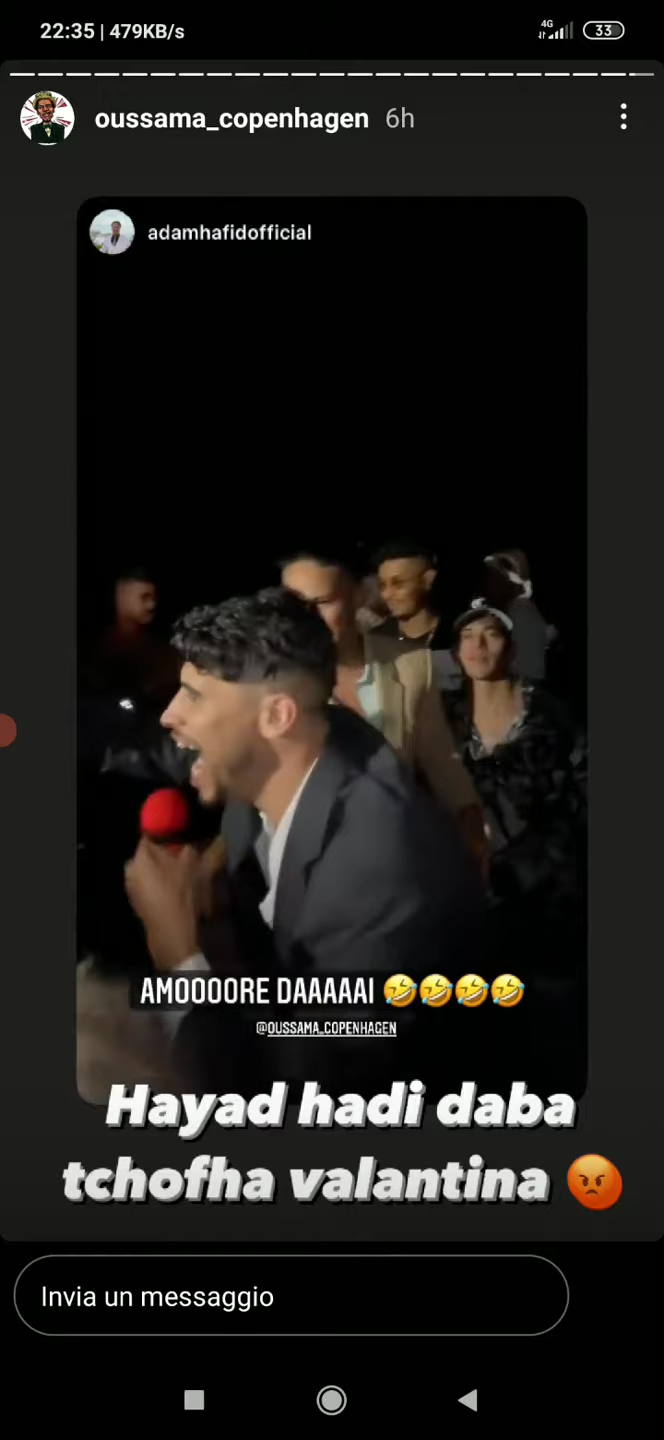 22:35 | 479KB/s 4G 33
oussama_copenhagen 6h
adamhafidofficial
AMOOOORE DAAAAAI 🤣🤣🤣🤣
@OUSSAMA_COPENHAGEN
Hayad hadi daba
tchofha valantina 😡
Invia un messaggio